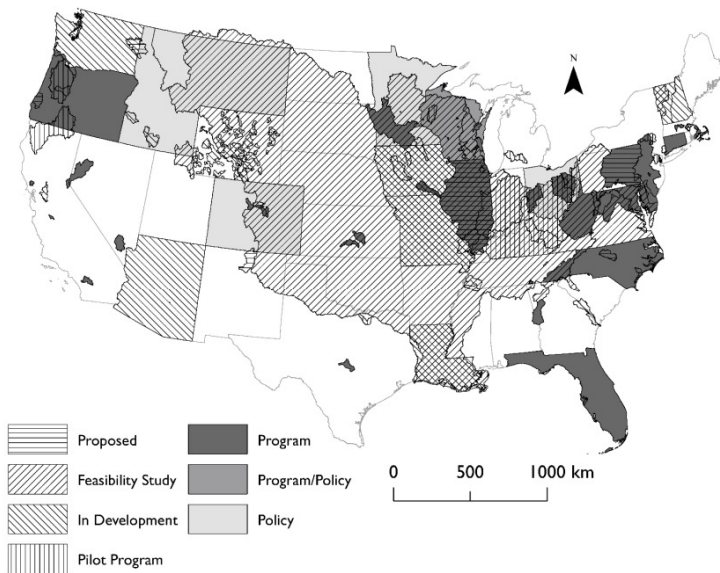 N
Proposed
Program
Feasibility Study
Program/Policy
In Development
Policy
Pilot Program
0 500 1000 km